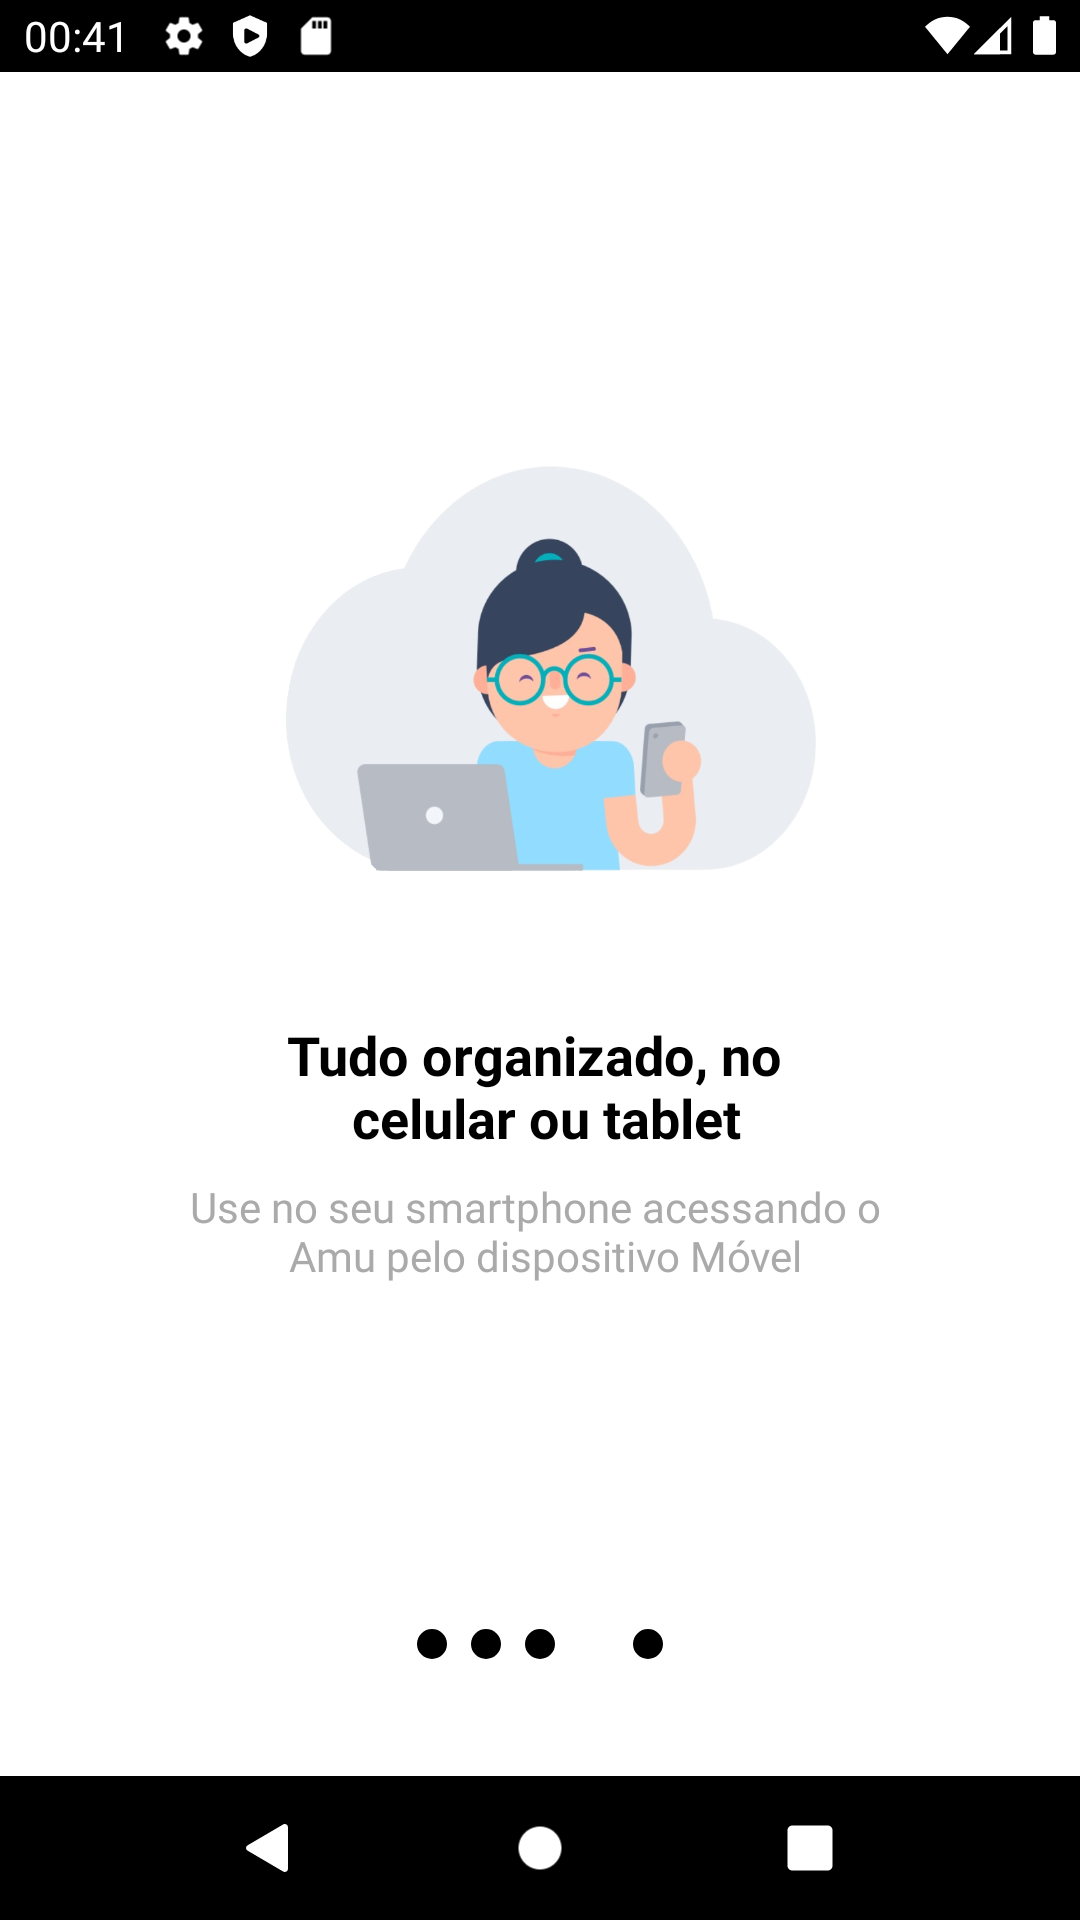 00:41
Tudo organizado, no
celular ou tablet
Use no seu smartphone acessando o
Amu pelo dispositivo Móvel